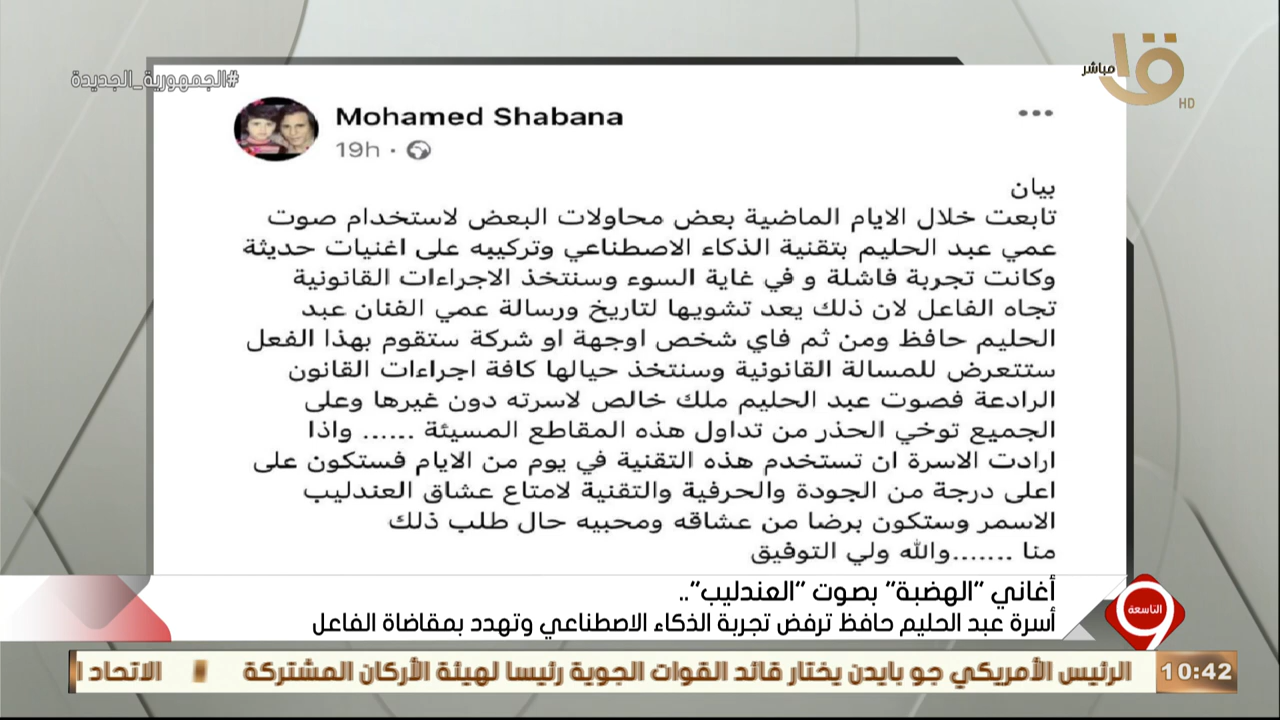 #الجمهورية_الجديدة
مباشر
HD
Mohamed Shabana
19h
بيان
تابعت خلال الايام الماضية بعض محاولات البعض لاستخدام صوت
عمي عبد الحليم بتقنية الذكاء الاصطناعي وتركيبه على اغنيات حديثة
وكانت تجربة فاشلة و في غاية السوء وسنتخذ الاجراءات القانونية
تجاه الفاعل لان ذلك يعد تشويها لتاريخ ورسالة عمي الفنان عبد
الحليم حافظ ومن ثم فاي شخص اوجهة او شركة ستقوم بهذا الفعل
ستتعرض للمسالة القانونية وسنتخذ حيالها كافة اجراءات القانون
الرادعة فصوت عبد الحليم ملك خالص لاسرته دون غيرها وعلى
الجميع توخي الحذر من تداول هذه المقاطع المسيئة ...... واذا
ارادت الاسرة ان تستخدم هذه التقنية في يوم من الايام فستكون على
اعلى درجة من الجودة والحرفية والتقنية لامتاع عشاق العندليب
الاسمر وستكون برضا من عشاقه ومحبيه حال طلب ذلك
منا .......والله ولي التوفيق
أغاني "الهضبة" بصوت "العندليب"..
أسرة عبد الحليم حافظ ترفض تجربة الذكاء الاصطناعي وتهدد بمقاضاة الفاعل
التاسعة
9
10:42
الرئيس الأمريكي جو بايدن يختار قائد القوات الجوية رئيسا لهيئة الأركان المشتركة
الاتحاد ا